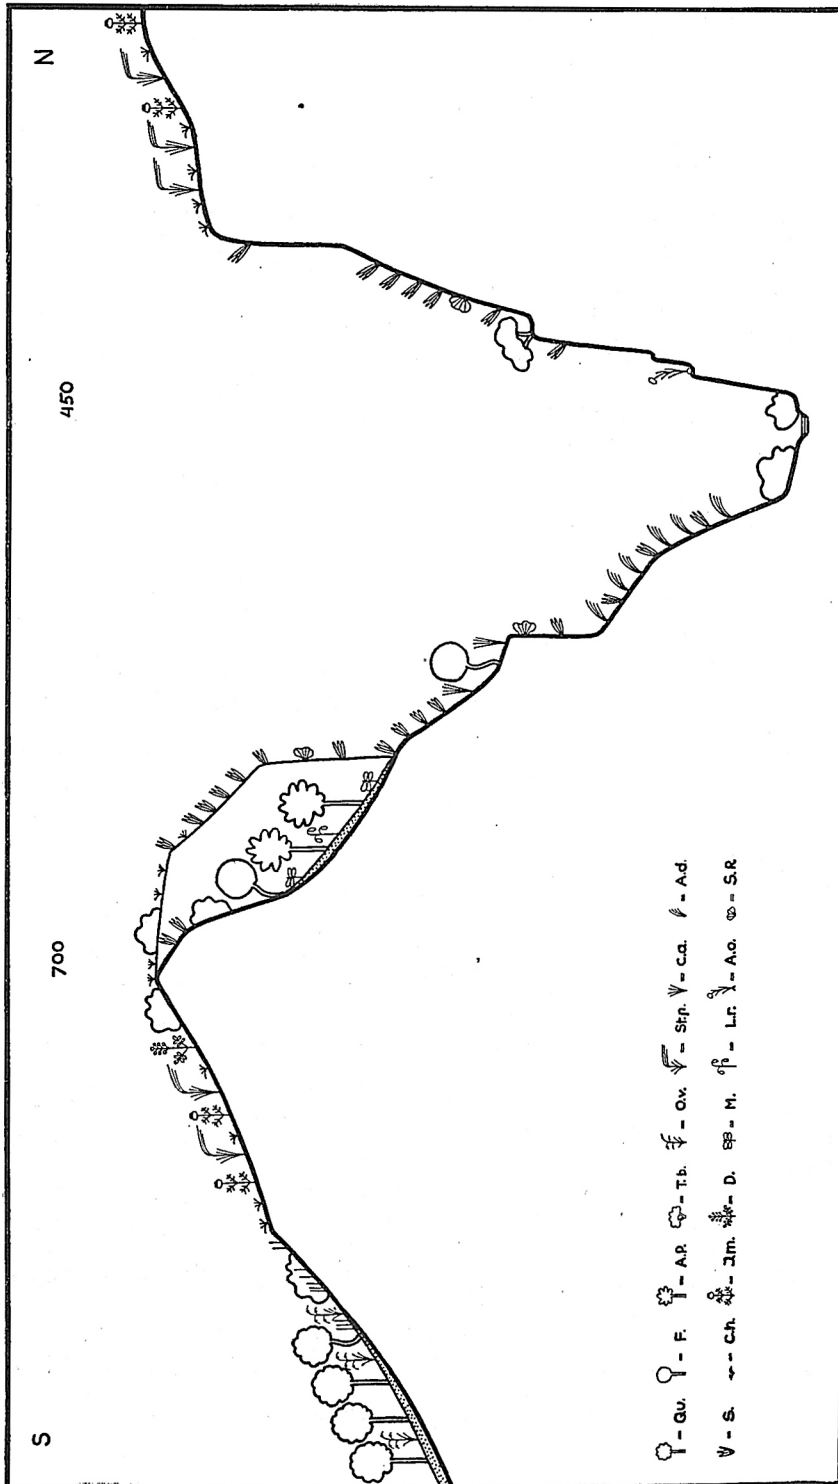 S
N
700
450
- Qu. - F. - A.P. - T.b. - O.v. - St.p. - C.a. - A.d.
- S. - C.h. - J.m. - D. - M. - L.r. - A.o. - S.R.